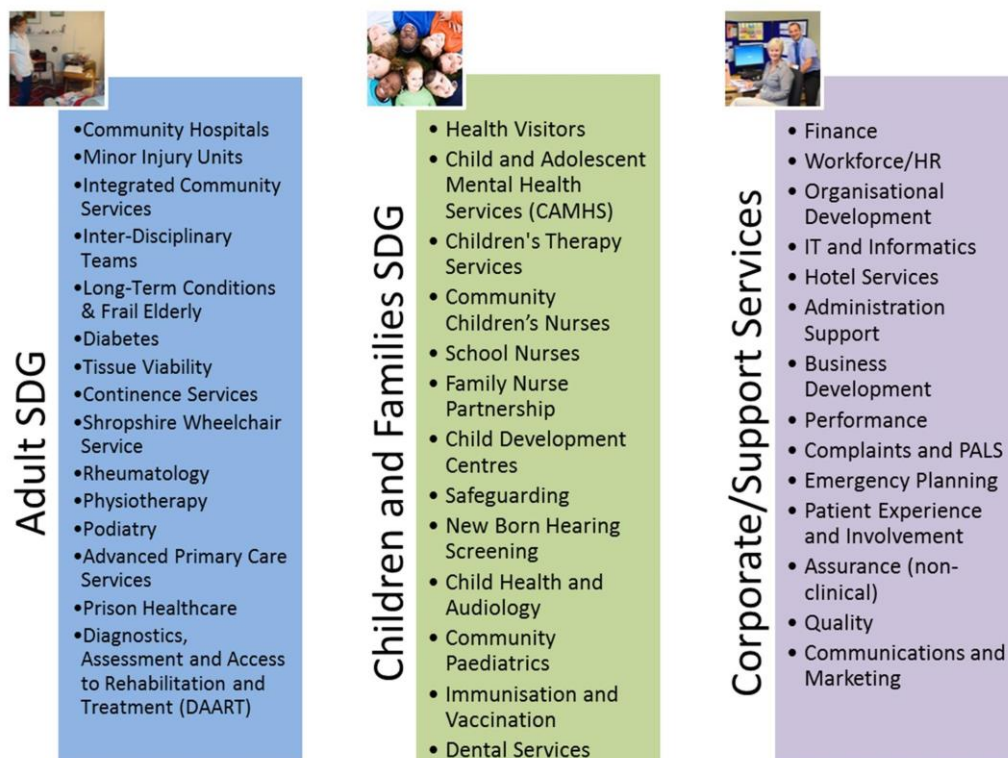 Adult SDG
•Community Hospitals
•Minor Injury Units
•Integrated Community
Services
•Inter-Disciplinary
Teams
•Long-Term Conditions
& Frail Elderly
•Diabetes
•Tissue Viability
•Continence Services
•Shropshire Wheelchair
Service
•Rheumatology
•Physiotherapy
•Podiatry
•Advanced Primary Care
Services
•Prison Healthcare
•Diagnostics,
Assessment and Access
to Rehabilitation and
Treatment (DAART)
Children and Families SDG
• Health Visitors
• Child and Adolescent
Mental Health
Services (CAMHS)
• Children's Therapy
Services
• Community
Children’s Nurses
• School Nurses
• Family Nurse
Partnership
• Child Development
Centres
• Safeguarding
• New Born Hearing
Screening
• Child Health and
Audiology
• Community
Paediatrics
• Immunisation and
Vaccination
• Dental Services
Corporate/Support Services
• Finance
• Workforce/HR
• Organisational
Development
• IT and Informatics
• Hotel Services
• Administration
Support
• Business
Development
• Performance
• Complaints and PALS
• Emergency Planning
• Patient Experience
and Involvement
• Assurance (non-
clinical)
• Quality
• Communications and
Marketing